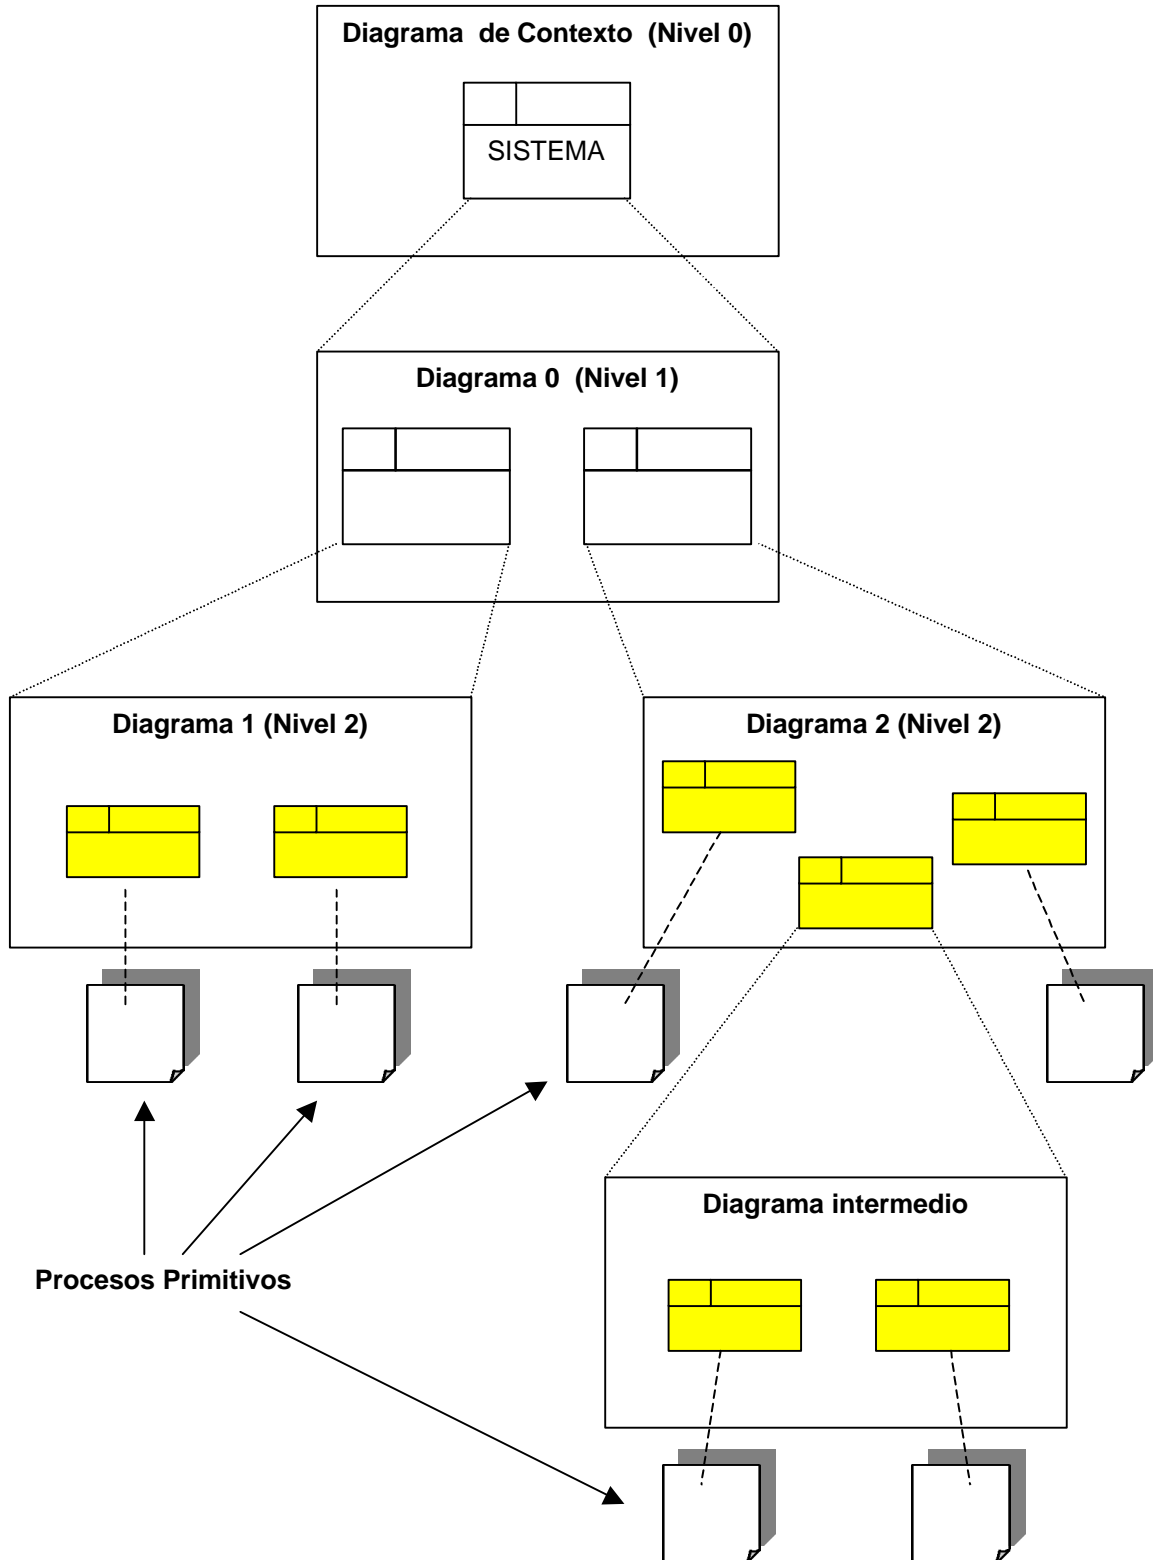 Diagrama de Contexto (Nivel 0)
SISTEMA
Diagrama 0 (Nivel 1)
Diagrama 1 (Nivel 2)
Diagrama 2 (Nivel 2)
Diagrama intermedio
Procesos Primitivos